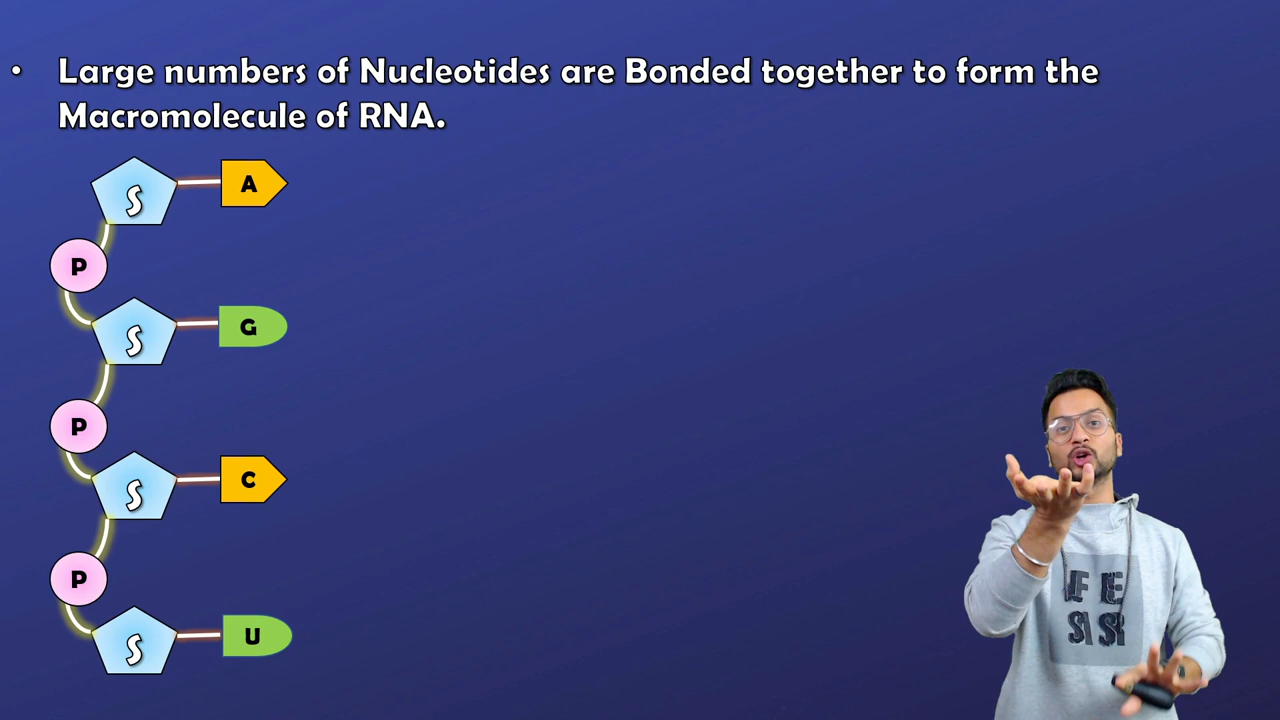 • Large numbers of Nucleotides are Bonded together to form the
Macromolecule of RNA.
S A
P
S G
P
S C
P
S U